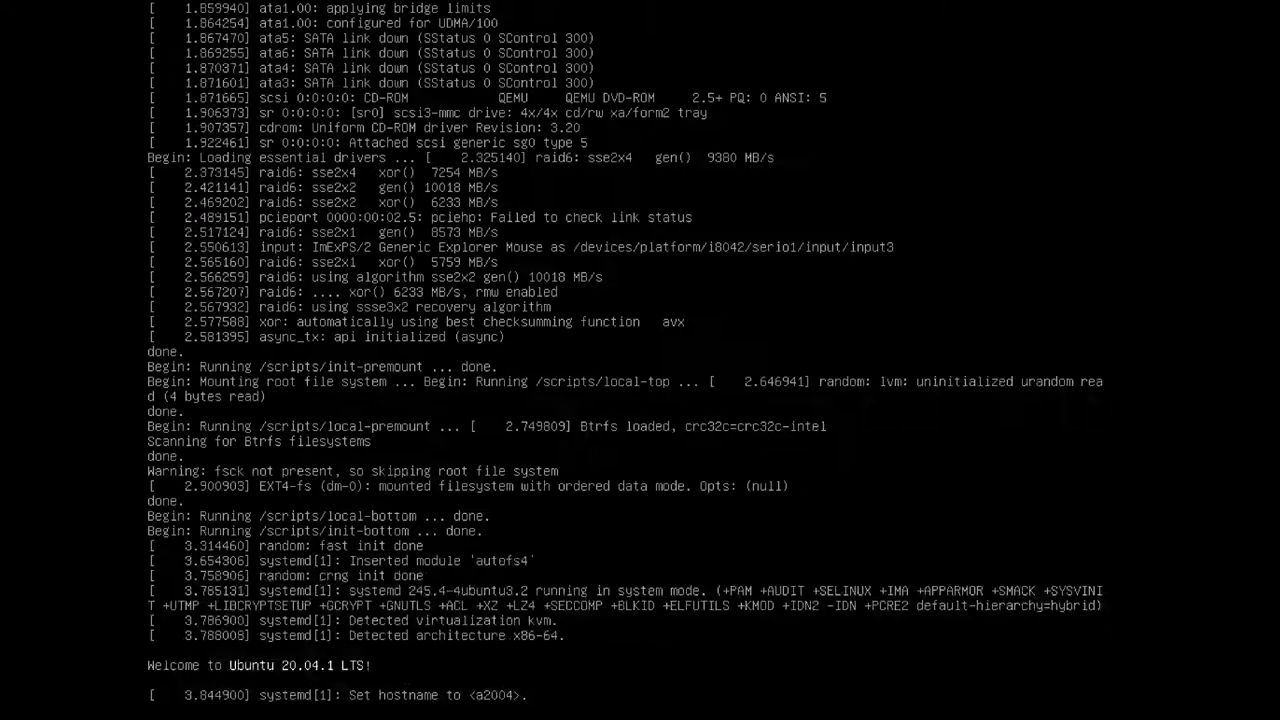 [    1.859940] ata1.00: applying bridge limits
[    1.864254] ata1.00: configured for UDMA/100
[    1.867470] ata5: SATA link down (SStatus 0 SControl 300)
[    1.869255] ata6: SATA link down (SStatus 0 SControl 300)
[    1.870371] ata4: SATA link down (SStatus 0 SControl 300)
[    1.871601] ata3: SATA link down (SStatus 0 SControl 300)
[    1.871665] scsi 0:0:0:0: CD-ROM            QEMU     QEMU DVD-ROM     2.5+ PQ: 0 ANSI: 5
[    1.906373] sr 0:0:0:0: [sr0] scsi3-mmc drive: 4x/4x cd/rw xa/form2 tray
[    1.907357] cdrom: Uniform CD-ROM driver Revision: 3.20
[    1.922461] sr 0:0:0:0: Attached scsi generic sg0 type 5
Begin: Loading essential drivers ... [    2.325140] raid6: sse2x4   gen()  9380 MB/s
[    2.373145] raid6: sse2x4   xor()  7254 MB/s
[    2.421141] raid6: sse2x2   gen() 10018 MB/s
[    2.469202] raid6: sse2x2   xor()  6233 MB/s
[    2.489151] pcieport 0000:00:02.5: pciehp: Failed to check link status
[    2.517124] raid6: sse2x1   gen()  8573 MB/s
[    2.550613] input: ImExPS/2 Generic Explorer Mouse as /devices/platform/i8042/serio1/input/input3
[    2.565160] raid6: sse2x1   xor()  5759 MB/s
[    2.566259] raid6: using algorithm sse2x2 gen() 10018 MB/s
[    2.567207] raid6: .... xor() 6233 MB/s, rmw enabled
[    2.567932] raid6: using ssse3x2 recovery algorithm
[    2.577588] xor: automatically using best checksumming function   avx
[    2.581395] async_tx: api initialized (async)
done.
Begin: Running /scripts/init-premount ... done.
Begin: Mounting root file system ... Begin: Running /scripts/local-top ... [    2.646941] random: lvm: uninitialized urandom rea
d (4 bytes read)
done.
Begin: Running /scripts/local-premount ... [    2.749809] Btrfs loaded, crc32c=crc32c-intel
Scanning for Btrfs filesystems
done.
Warning: fsck not present, so skipping root file system
[    2.900903] EXT4-fs (dm-0): mounted filesystem with ordered data mode. Opts: (null)
done.
Begin: Running /scripts/local-bottom ... done.
Begin: Running /scripts/init-bottom ... done.
[    3.314460] random: fast init done
[    3.654306] systemd[1]: Inserted module 'autofs4'
[    3.758906] random: crng init done
[    3.785131] systemd[1]: systemd 245.4-4ubuntu3.2 running in system mode. (+PAM +AUDIT +SELINUX +IMA +APPARMOR +SMACK +SYSVINI
T +UTMP +LIBCRYPTSETUP +GCRYPT +GNUTLS +ACL +XZ +LZ4 +SECCOMP +BLKID +ELFUTILS +KMOD +IDN2 -IDN +PCRE2 default-hierarchy=hybrid)
[    3.786900] systemd[1]: Detected virtualization kvm.
[    3.788008] systemd[1]: Detected architecture x86-64.
Welcome to Ubuntu 20.04.1 LTS!
[    3.844900] systemd[1]: Set hostname to <a2004>.